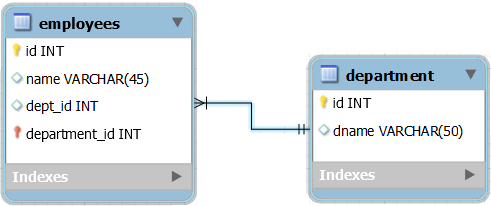 employees
id INT
name VARCHAR(45)
dept_id INT
department_id INT
Indexes
department
id INT
dname VARCHAR(50)
Indexes